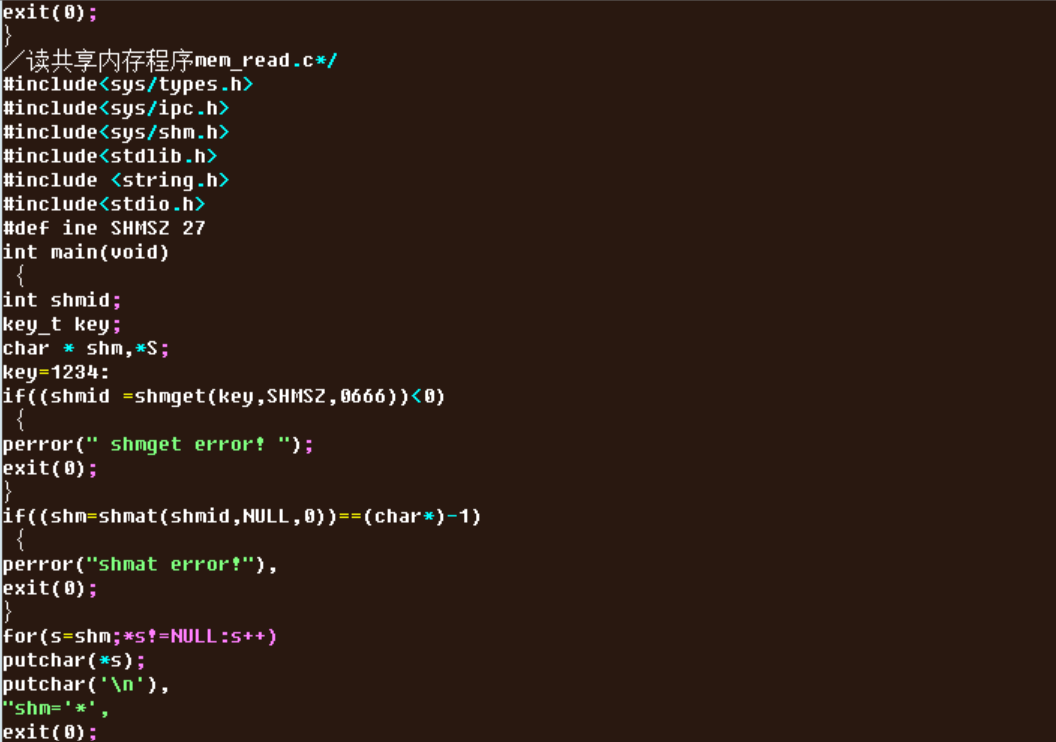 exit(0);
}
／读共享内存程序mem_read.c*/
#include<sys/types.h>
#include<sys/ipc.h>
#include<sys/shm.h>
#include<stdlib.h>
#include <string.h>
#include<stdio.h>
#def ine SHMSZ 27
int main(void)
｛
int shmid;
key_t key;
char * shm,*S;
key=1234:
if((shmid =shmget(key,SHMSZ,0666))<0)
｛
perror(" shmget error! ");
exit(0);
}
if((shm=shmat(shmid,NULL,0))==(char*)-1)
｛
perror("shmat error!"),
exit(0);
}
for(s=shm;*s!=NULL:s++)
putchar(*s);
putchar('\n'),
"shm='*',
exit(0);